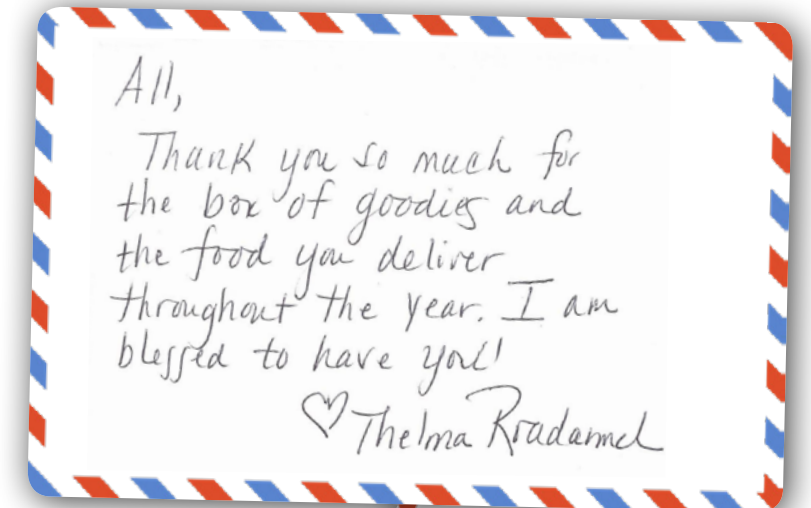 All,
Thank you so much for
the box of goodies and
the food you deliver
throughout the year. I am
blessed to have you!
Thelma